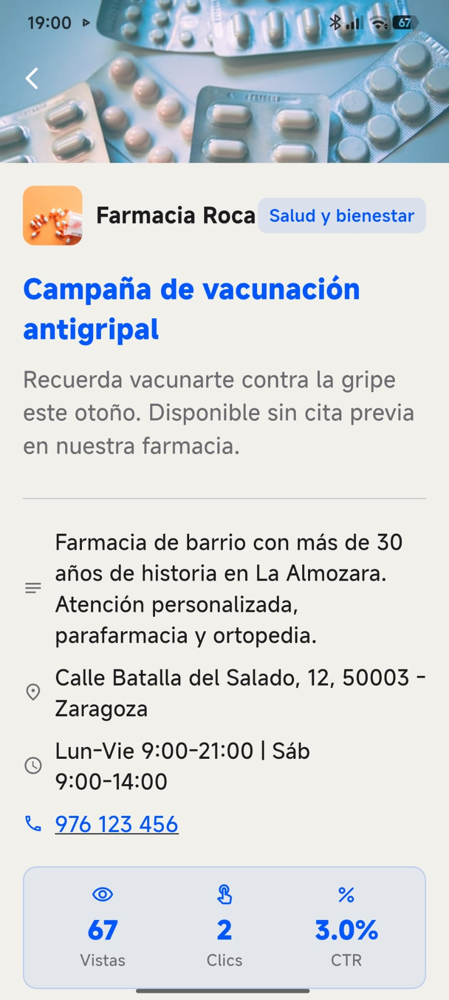 19:00
67
Farmacia Roca
Salud y bienestar
Campaña de vacunación
antigripal
Recuerda vacunarte contra la gripe
este otoño. Disponible sin cita previa
en nuestra farmacia.
Farmacia de barrio con más de 30
años de historia en La Almozara.
Atención personalizada,
parafarmacia y ortopedia.
Calle Batalla del Salado, 12, 50003 -
Zaragoza
Lun-Vie 9:00-21:00 | Sáb
9:00-14:00
976 123 456
67 2 3.0%
Vistas Clics CTR